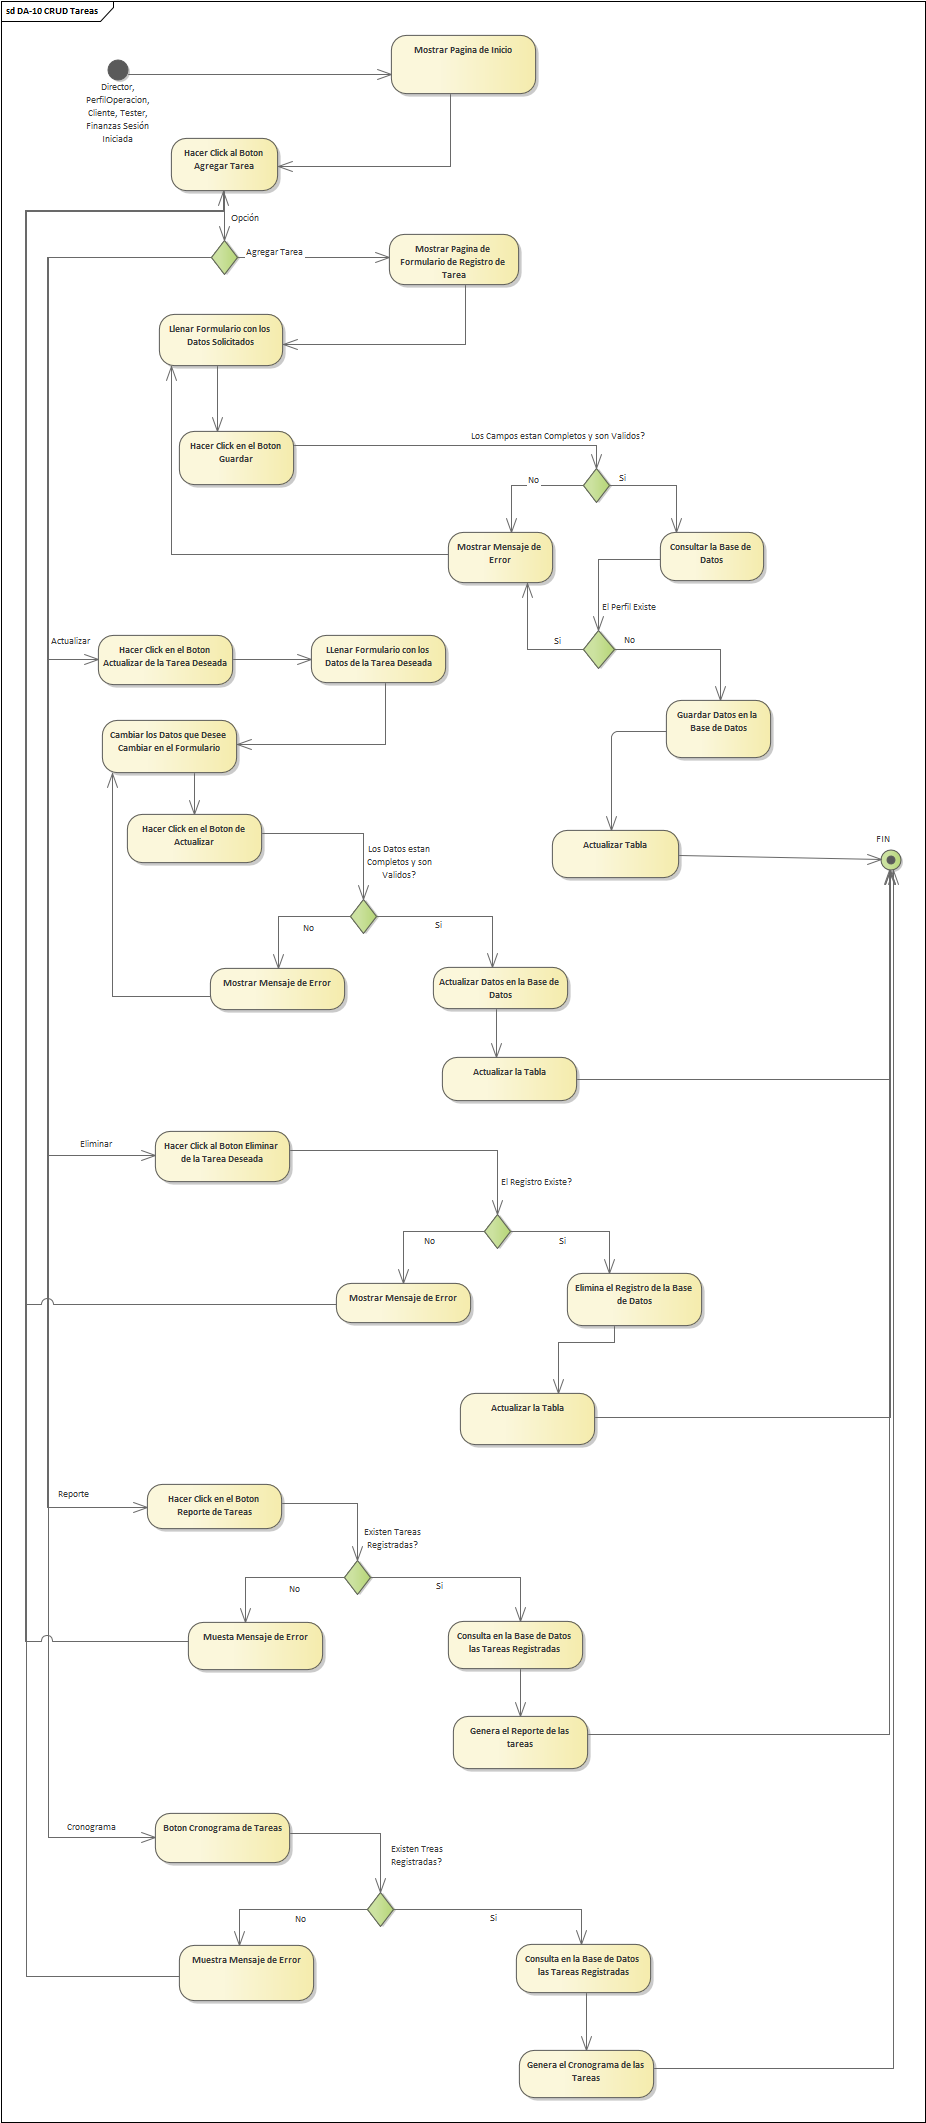 sd DA-10 CRUD Tareas
Mostrar Pagina de Inicio
Director,
PerfilOperacion,
Cliente, Tester,
Finanzas Sesión
Iniciada
Hacer Click al Boton
Agregar Tarea
Opción
Agregar Tarea
Mostrar Pagina de
Formulario de Registro de
Tarea
Llenar Formulario con los
Datos Solicitados
Hacer Click en el Boton
Guardar
Los Campos estan Completos y son Validos?
No
Si
Mostrar Mensaje de
Error
Consultar la Base de
Datos
El Perfil Existe
Si
No
Actualizar
Hacer Click en el Boton
Actualizar de la Tarea Deseada
LLenar Formulario con los
Datos de la Tarea Deseada
Guardar Datos en la
Base de Datos
Cambiar los Datos que Desee
Cambiar en el Formulario
Hacer Click en el Boton de
Actualizar
Actualizar Tabla
FIN
Los Datos estan
Completos y son
Validos?
No
Si
Mostrar Mensaje de Error
Actualizar Datos en la Base de
Datos
Actualizar la Tabla
Eliminar
Hacer Click al Boton Eliminar
de la Tarea Deseada
El Registro Existe?
No
Si
Mostrar Mensaje de Error
Elimina el Registro de la Base
de Datos
Actualizar la Tabla
Reporte
Hacer Click en el Boton
Reporte de Tareas
Existen Tareas
Registradas?
No
Si
Muesta Mensaje de Error
Consulta en la Base de Datos
las Tareas Registradas
Genera el Reporte de las
tareas
Cronograma
Boton Cronograma de Tareas
Existen Treas
Registradas?
No
Si
Muestra Mensaje de Error
Consulta en la Base de Datos
las Tareas Registradas
Genera el Cronograma de las
Tareas